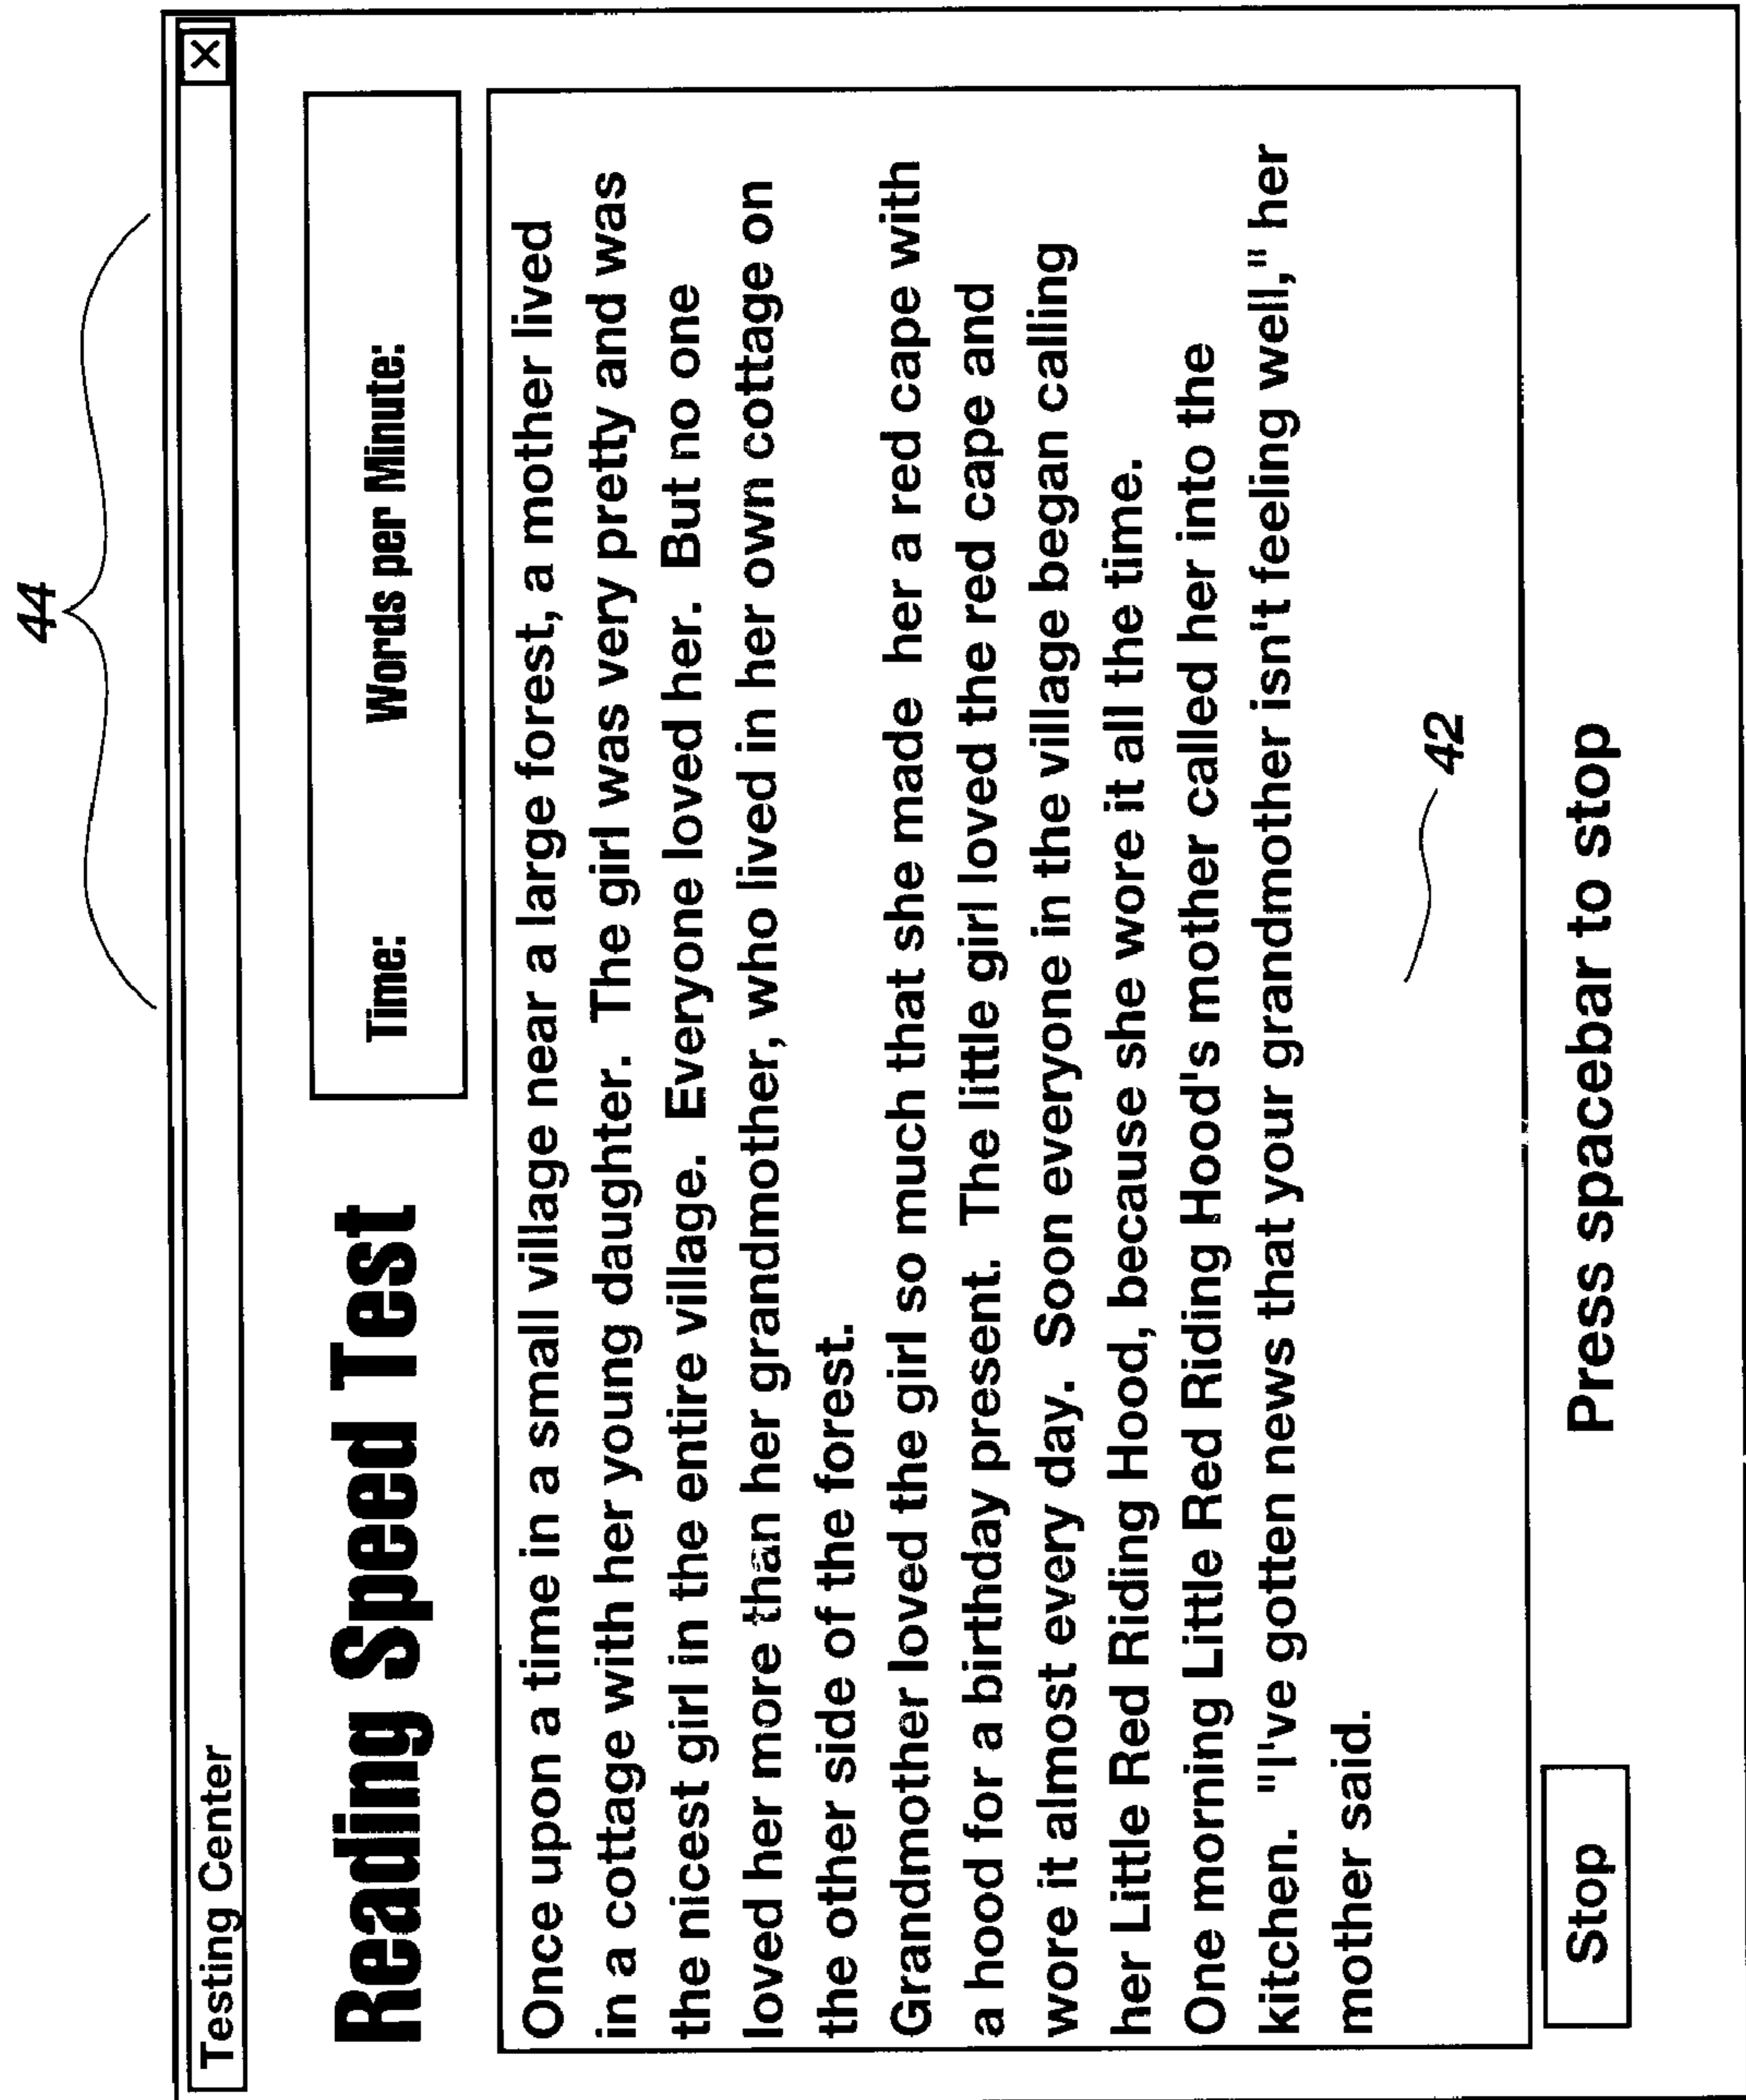 44
Testing Center
X
Reading Speed Test
Time: Words per Minute:
Once upon a time in a small village near a large forest, a mother lived
in a cottage with her young daughter. The girl was very pretty and was
the nicest girl in the entire village. Everyone loved her. But no one
loved her more than her grandmother, who lived in her own cottage on
the other side of the forest.
Grandmother loved the girl so much that she made her a red cape with
a hood for a birthday present. The little girl loved the red cape and
wore it almost every day. Soon everyone in the village began calling
her Little Red Riding Hood, because she wore it all the time.
One morning Little Red Riding Hood's mother called her into the
kitchen. "I've gotten news that your grandmother isn't feeling well," her
mother said.
42
Stop
Press spacebar to stop